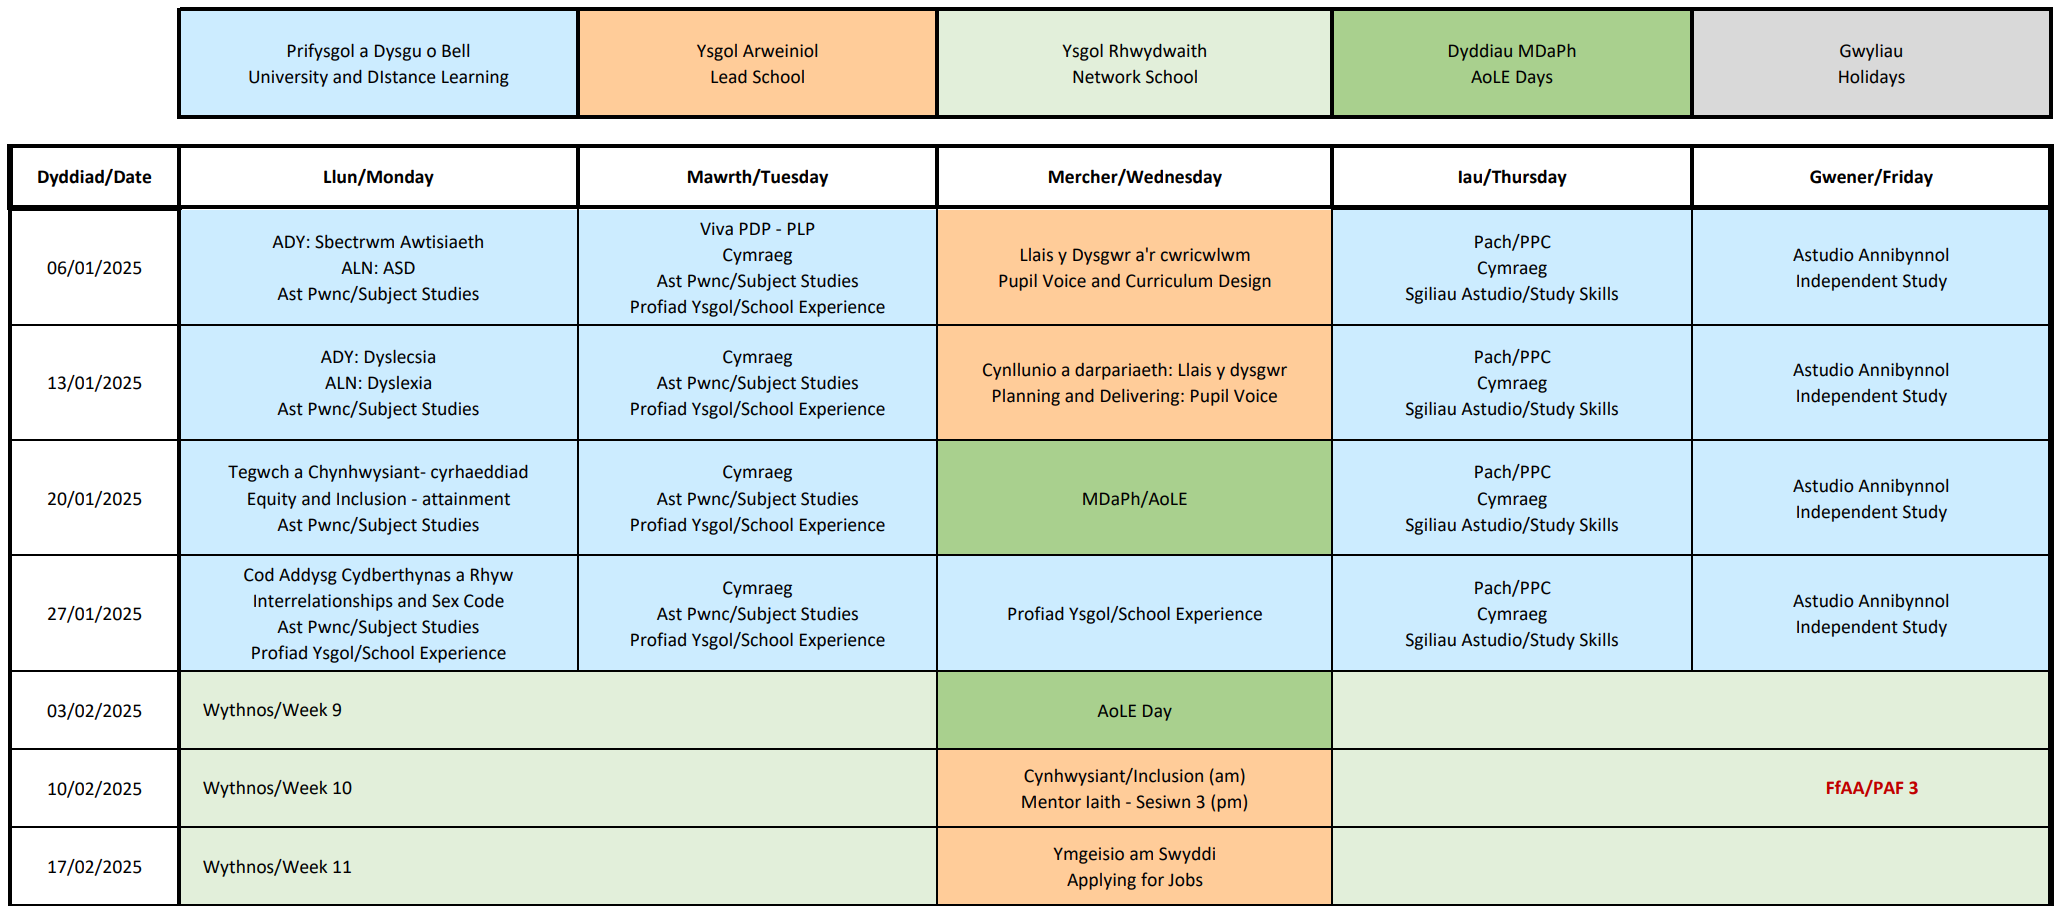 Prifysgol a Dysgu o Bell
University and DIstance Learning
Ysgol Arweiniol
Lead School
Ysgol Rhwydwaith
Network School
Dyddiau MDaPh
AoLE Days
Gwyliau
Holidays
Dyddiad/Date
Llun/Monday
Mawrth/Tuesday
Mercher/Wednesday
Iau/Thursday
Gwener/Friday
06/01/2025
ADY: Sbectrwm Awtisiaeth
ALN: ASD
Ast Pwnc/Subject Studies
Viva PDP - PLP
Cymraeg
Ast Pwnc/Subject Studies
Profiad Ysgol/School Experience
Llais y Dysgwr a'r cwricwlwm
Pupil Voice and Curriculum Design
Pach/PPC
Cymraeg
Sgiliau Astudio/Study Skills
Astudio Annibynnol
Independent Study
13/01/2025
ADY: Dyslecsia
ALN: Dyslexia
Ast Pwnc/Subject Studies
Cymraeg
Ast Pwnc/Subject Studies
Profiad Ysgol/School Experience
Cynllunio a darpariaeth: Llais y dysgwr
Planning and Delivering: Pupil Voice
Pach/PPC
Cymraeg
Sgiliau Astudio/Study Skills
Astudio Annibynnol
Independent Study
20/01/2025
Tegwch a Chynhwysiant- cyrhaeddiad
Equity and Inclusion - attainment
Ast Pwnc/Subject Studies
Cymraeg
Ast Pwnc/Subject Studies
Profiad Ysgol/School Experience
MDaPh/AoLE
Pach/PPC
Cymraeg
Sgiliau Astudio/Study Skills
Astudio Annibynnol
Independent Study
27/01/2025
Cod Addysg Cydberthynas a Rhyw
Interrelationships and Sex Code
Ast Pwnc/Subject Studies
Profiad Ysgol/School Experience
Cymraeg
Ast Pwnc/Subject Studies
Profiad Ysgol/School Experience
Profiad Ysgol/School Experience
Pach/PPC
Cymraeg
Sgiliau Astudio/Study Skills
Astudio Annibynnol
Independent Study
03/02/2025
Wythnos/Week 9
AoLE Day
10/02/2025
Wythnos/Week 10
Cynhwysiant/Inclusion (am)
Mentor Iaith - Sesiwn 3 (pm)
FfAA/PAF 3
17/02/2025
Wythnos/Week 11
Ymgeisio am Swyddi
Applying for Jobs